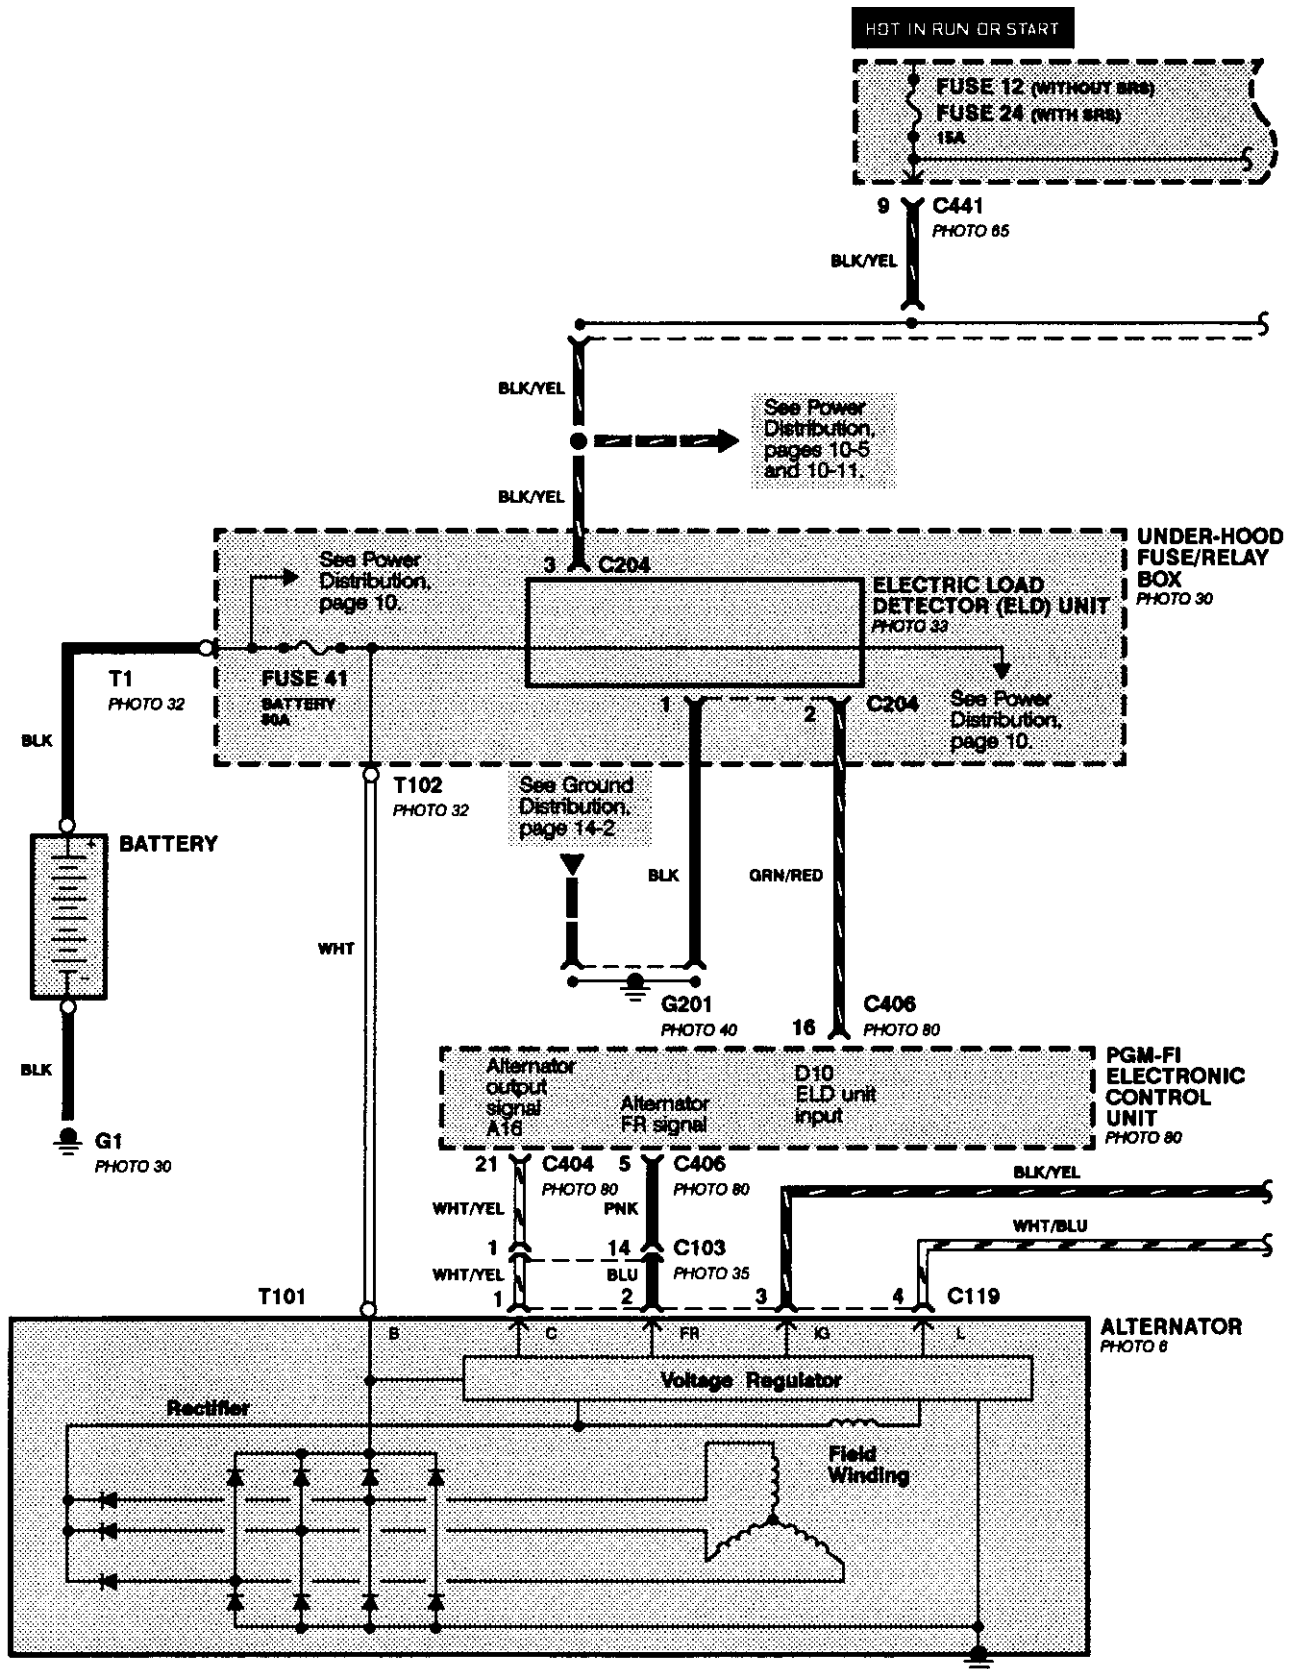 HOT IN RUN OR START
FUSE 12 (WITHOUT SRS)
FUSE 24 (WITH SRS)
15A
9
C441
PHOTO 65
BLK/YEL
BLK/YEL
See Power
Distribution,
pages 10-5
and 10-11.
BLK/YEL
UNDER-HOOD
FUSE/RELAY
BOX
PHOTO 30
See Power
Distribution,
page 10.
3
C204
ELECTRIC LOAD
DETECTOR (ELD) UNIT
PHOTO 33
T1
PHOTO 32
FUSE 41
BATTERY
80A
1
2
C204
See Power
Distribution,
page 10.
BLK
T102
PHOTO 32
See Ground
Distribution,
page 14-2
+
BATTERY
-
BLK
GRN/RED
WHT
G201
PHOTO 40
16
C406
PHOTO 80
BLK
G1
PHOTO 30
Alternator
output
signal
A16
Alternator
FR signal
D10
ELD unit
input
PGM-FI
ELECTRONIC
CONTROL
UNIT
PHOTO 80
21
C404
PHOTO 80
5
C406
PHOTO 80
BLK/YEL
WHT/YEL
PNK
WHT/BLU
1
14
C103
PHOTO 35
WHT/YEL
BLU
T101
1
2
3
4
C119
B
C
FR
IG
L
ALTERNATOR
PHOTO 6
Voltage Regulator
Rectifier
Field
Winding